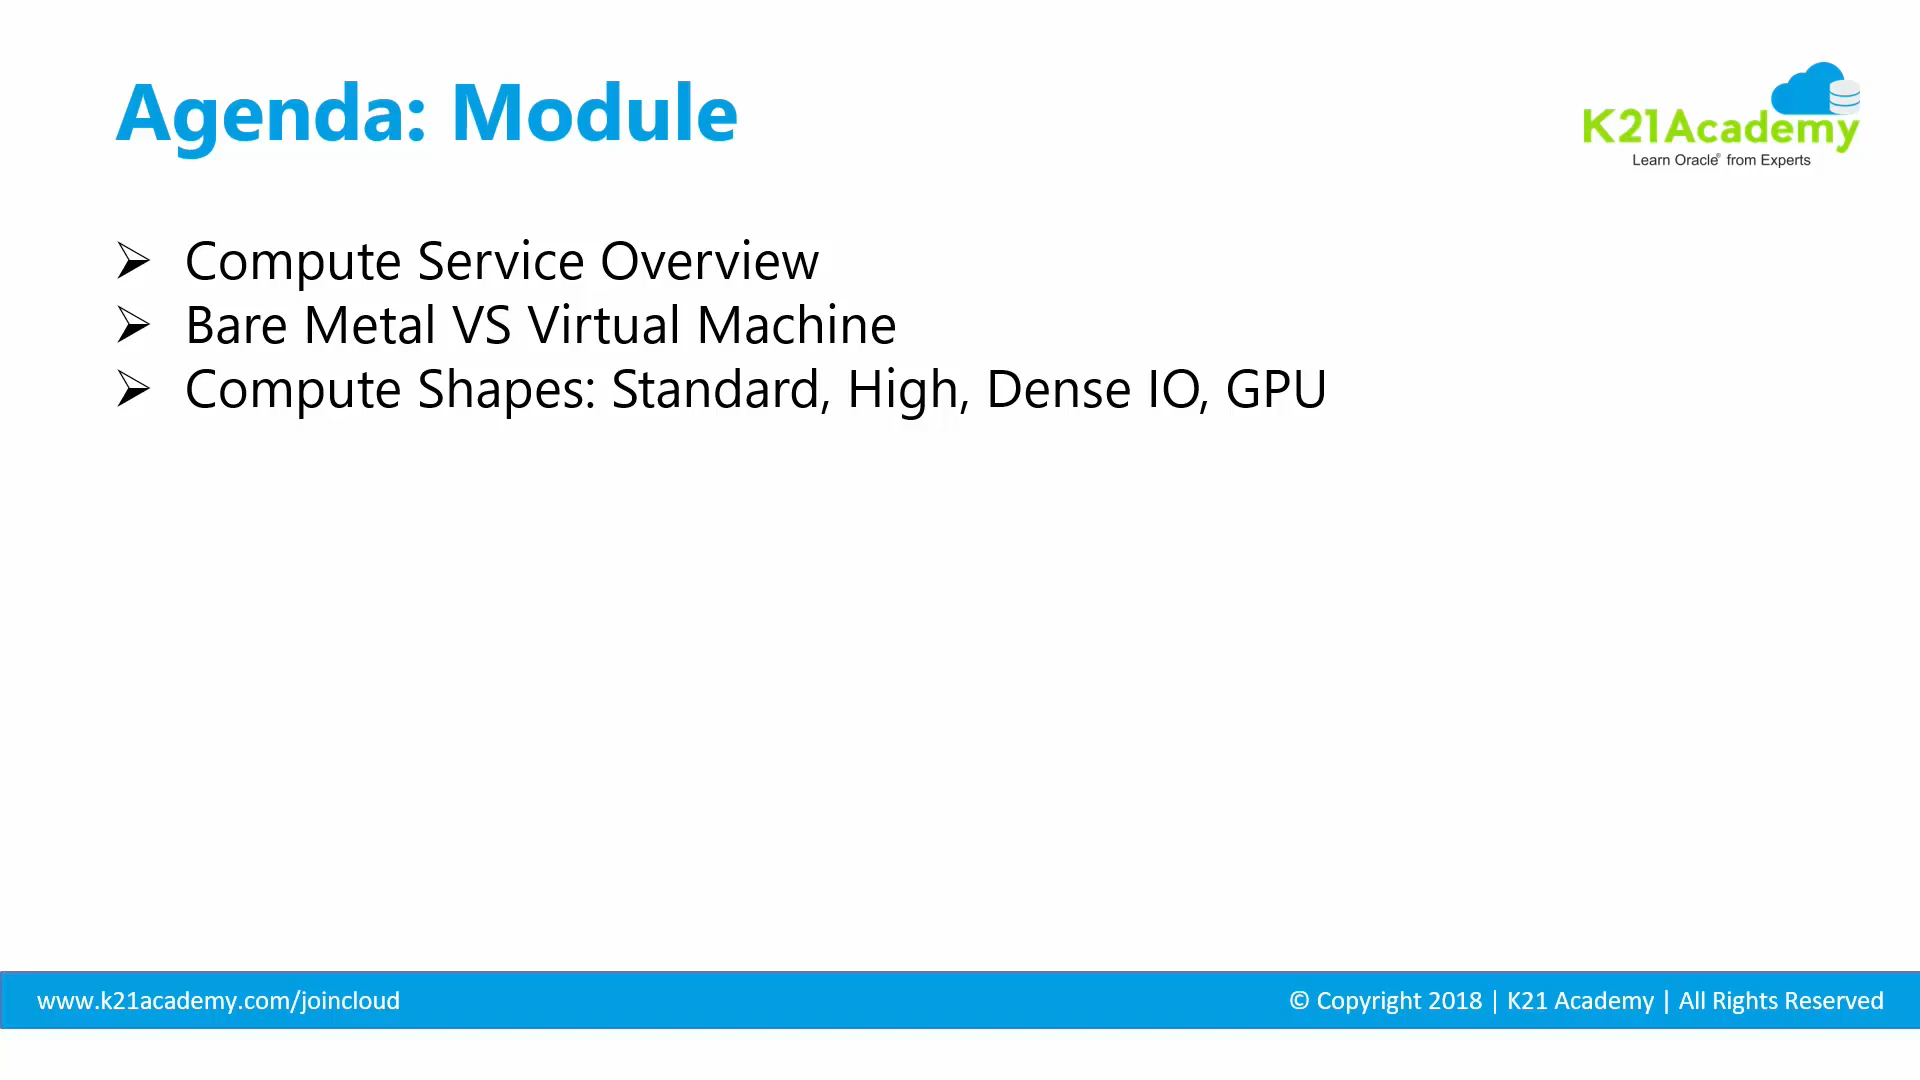 Agenda: Module
K21Academy
Learn Oracle® from Experts
➢ Compute Service Overview
➢ Bare Metal VS Virtual Machine
➢ Compute Shapes: Standard, High, Dense IO, GPU
www.k21academy.com/joincloud
© Copyright 2018 | K21 Academy | All Rights Reserved